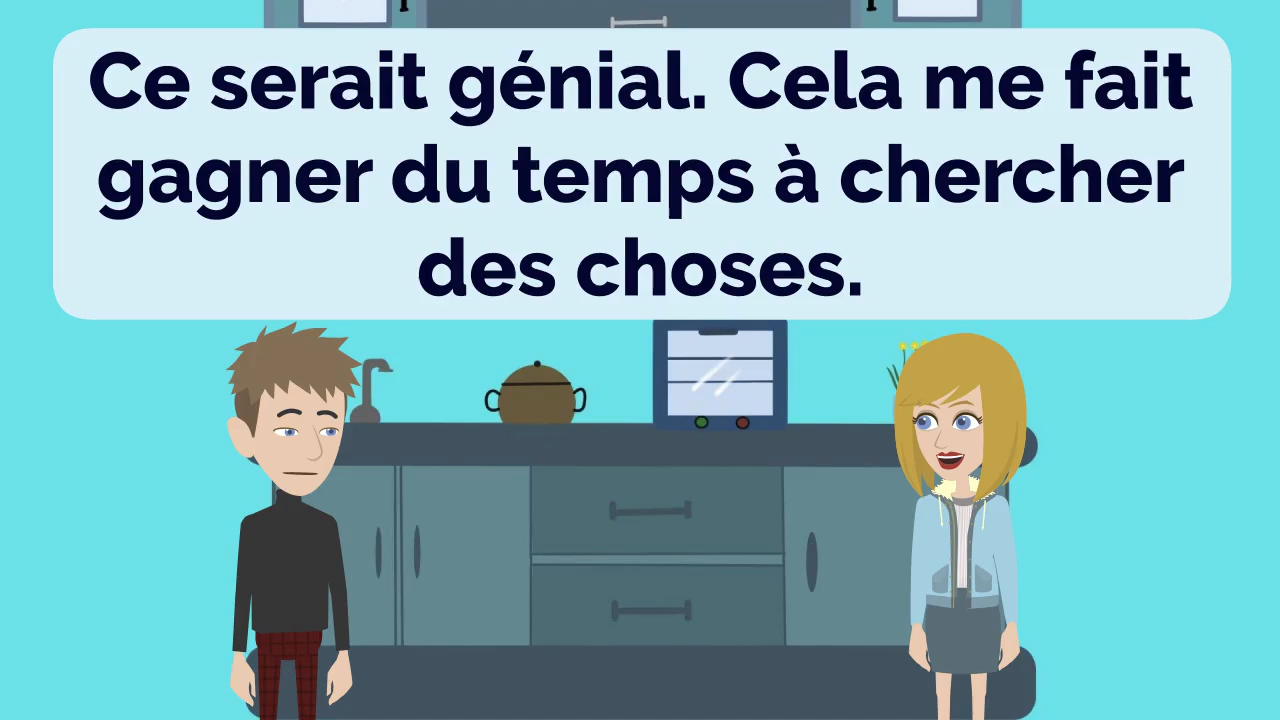 Ce serait génial. Cela me fait
gagner du temps à chercher
des choses.